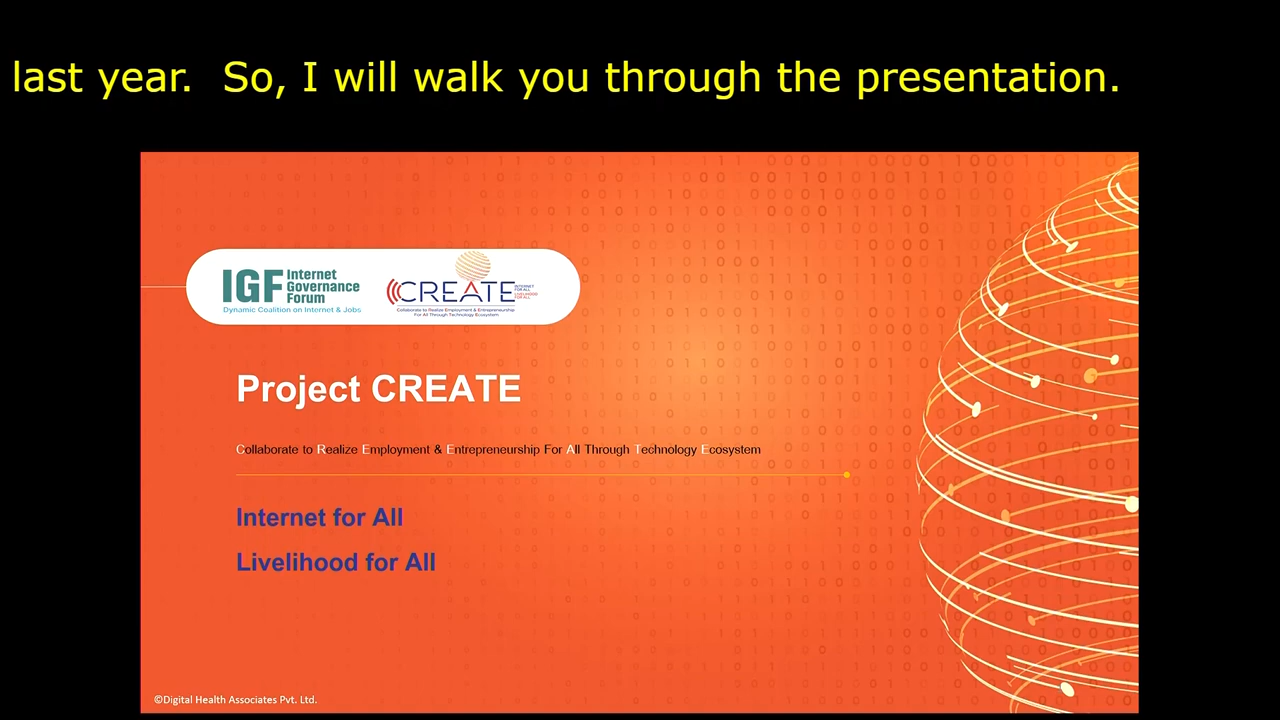 last year.  So, I will walk you through the presentation.
IGF Internet
Governance
Forum
Dynamic Coalition on Internet & Jobs
CREATE
INTERNET
FOR ALL
LIVELIHOOD
FOR ALL
Collaborate to Realize Employment & Entrepreneurship
For All Through Technology Ecosystem
Project CREATE
Collaborate to Realize Employment & Entrepreneurship For All Through Technology Ecosystem
Internet for All
Livelihood for All
©Digital Health Associates Pvt. Ltd.